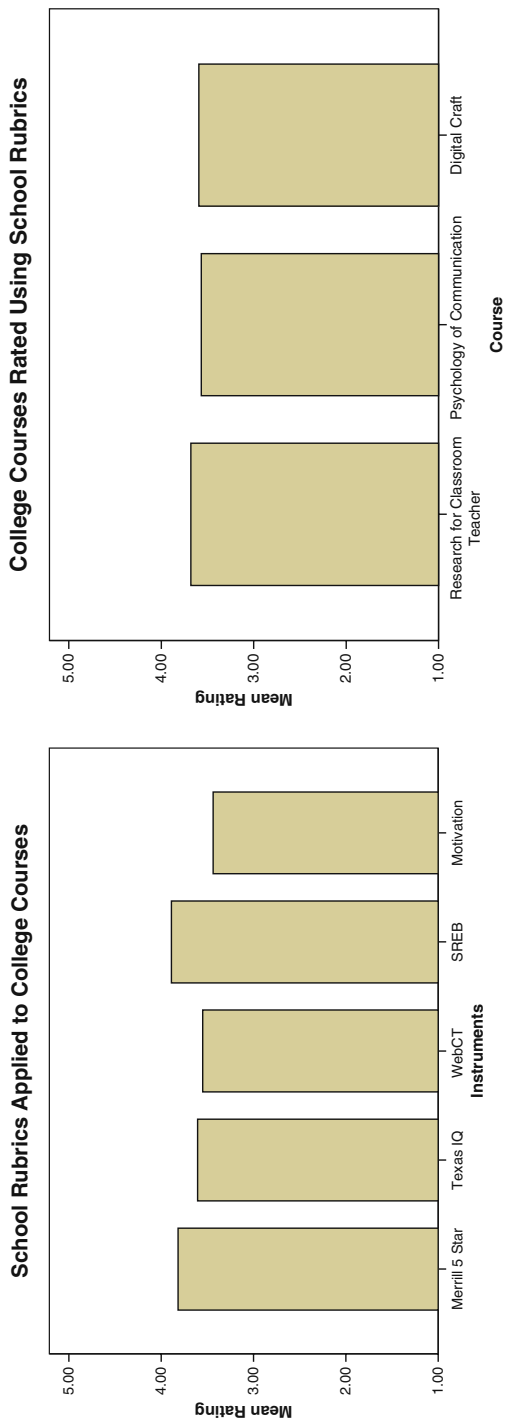 School Rubrics Applied to College Courses
5.00
4.00
3.00
2.00
1.00
Mean Rating
Merrill 5 Star
Texas IQ
WebCT
SREB
Motivation
Instruments
College Courses Rated Using School Rubrics
5.00
4.00
3.00
2.00
1.00
Mean Rating
Research for Classroom
Teacher
Psychology of Communication
Digital Craft
Course